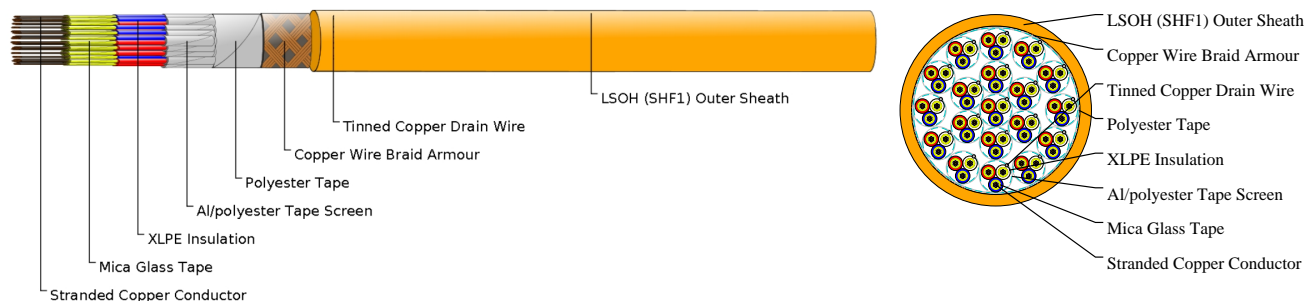 LSOH (SHF1) Outer Sheath
Tinned Copper Drain Wire
Copper Wire Braid Armour
Polyester Tape
Al/polyester Tape Screen
XLPE Insulation
Mica Glass Tape
Stranded Copper Conductor
LSOH (SHF1) Outer Sheath
Copper Wire Braid Armour
Tinned Copper Drain Wire
Polyester Tape
XLPE Insulation
Al/polyester Tape Screen
Mica Glass Tape
Stranded Copper Conductor